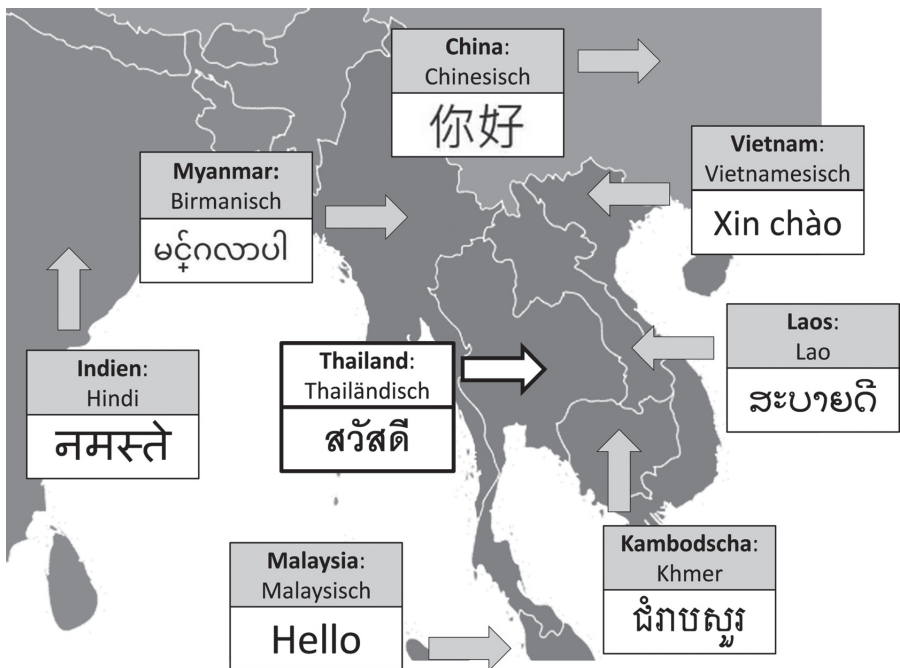 China:
Chinesisch
你好
Vietnam:
Vietnamesisch
Xin chào
Myanmar:
Birmanisch
မင်္ဂလာပါ
Laos:
Lao
ສະບາຍດີ
Thailand:
Thailändisch
สวัสดี
Indien:
Hindi
नमस्ते
Kambodscha:
Khmer
ជំរាបសួរ
Malaysia:
Malaysisch
Hello